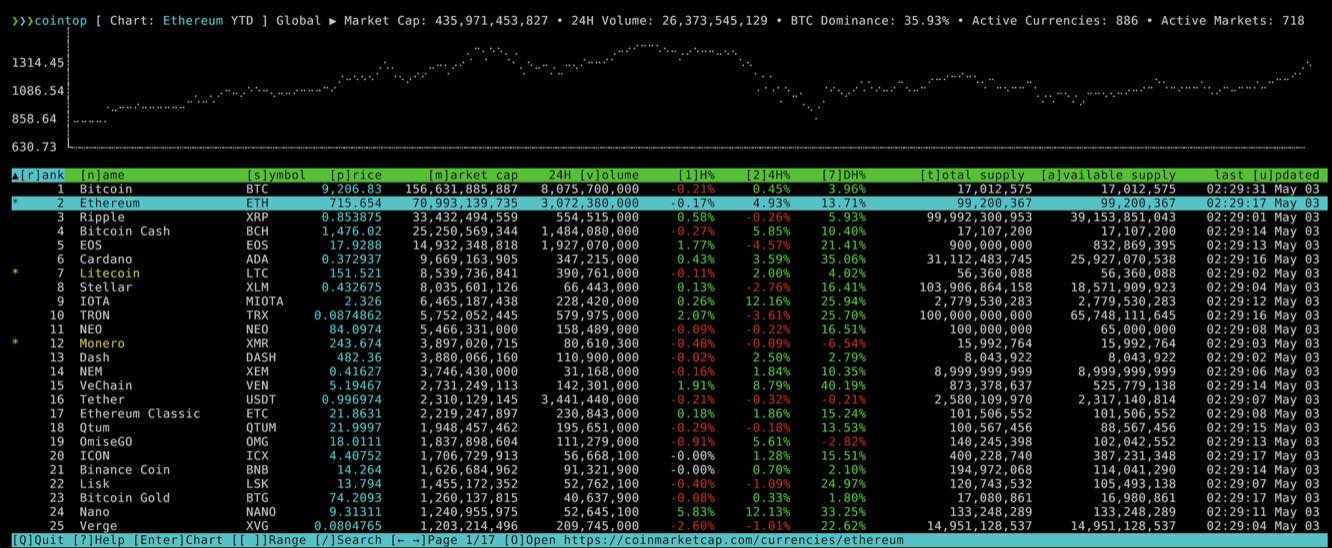 ❯❯❯cointop [ Chart: Ethereum YTD ] Global ▶ Market Cap: 435,971,453,827 • 24H Volume: 26,373,545,129 • BTC Dominance: 35.93% • Active Currencies: 886 • Active Markets: 718
1314.45
1086.54
858.64
630.73
▲[r]ank [n]ame [s]ymbol [p]rice [m]arket cap 24H [v]olume [1]H% [2]4H% [7]DH% [t]otal supply [a]vailable supply last [u]pdated
1 Bitcoin BTC 9,206.83 156,631,885,887 8,075,700,000 -0.21% 0.45% 3.96% 17,012,575 17,012,575 02:29:31 May 03
* 2 Ethereum ETH 715.654 70,993,139,735 3,072,380,000 -0.17% 4.93% 13.71% 99,200,367 99,200,367 02:29:17 May 03
3 Ripple XRP 0.853875 33,432,494,559 554,515,000 0.58% -0.26% 5.93% 99,992,300,953 39,153,851,043 02:29:01 May 03
4 Bitcoin Cash BCH 1,476.02 25,250,569,344 1,484,080,000 -0.27% 5.85% 10.40% 17,107,200 17,107,200 02:29:14 May 03
5 EOS EOS 17.9288 14,932,348,818 1,927,070,000 1.77% -4.57% 21.41% 900,000,000 832,869,395 02:29:13 May 03
6 Cardano ADA 0.372937 9,669,163,905 347,215,000 0.43% 3.59% 35.06% 31,112,483,745 25,927,070,538 02:29:16 May 03
* 7 Litecoin LTC 151.521 8,539,736,841 390,761,000 -0.11% 2.00% 4.02% 56,360,088 56,360,088 02:29:02 May 03
8 Stellar XLM 0.432675 8,035,601,126 66,443,000 0.13% -2.76% 16.41% 103,906,864,158 18,571,909,923 02:29:04 May 03
9 IOTA MIOTA 2.326 6,465,187,438 228,420,000 0.26% 12.16% 25.94% 2,779,530,283 2,779,530,283 02:29:12 May 03
10 TRON TRX 0.0874862 5,752,052,445 579,975,000 2.07% -3.61% 25.70% 100,000,000,000 65,748,111,645 02:29:16 May 03
11 NEO NEO 84.0974 5,466,331,000 158,489,000 -0.09% -0.22% 16.51% 100,000,000 65,000,000 02:29:08 May 03
* 12 Monero XMR 243.674 3,897,020,715 80,610,300 -0.48% -0.09% -6.54% 15,992,764 15,992,764 02:29:03 May 03
13 Dash DASH 482.36 3,880,066,160 110,900,000 -0.02% 2.50% 2.79% 8,043,922 8,043,922 02:29:02 May 03
14 NEM XEM 0.41627 3,746,430,000 31,168,000 -0.16% 1.84% 10.35% 8,999,999,999 8,999,999,999 02:29:06 May 03
15 VeChain VEN 5.19467 2,731,249,113 142,301,000 1.91% 8.79% 40.19% 873,378,637 525,779,138 02:29:14 May 03
16 Tether USDT 0.996974 2,310,129,145 3,441,440,000 -0.21% -0.32% -0.21% 2,580,109,970 2,317,140,814 02:29:07 May 03
17 Ethereum Classic ETC 21.8631 2,219,247,897 230,843,000 0.18% 1.86% 15.24% 101,506,552 101,506,552 02:29:08 May 03
18 Qtum QTUM 21.9997 1,948,457,462 195,651,000 -0.29% -0.18% 13.53% 100,567,192 88,567,456 02:29:15 May 03
19 OmiseGO OMG 18.0111 1,837,898,604 111,279,000 -0.91% 5.61% -2.82% 140,245,398 102,042,552 02:29:13 May 03
20 ICON ICX 4.40752 1,706,729,913 56,668,100 -0.00% 1.28% 15.51% 400,228,740 387,231,348 02:29:17 May 03
21 Binance Coin BNB 14.264 1,626,684,962 91,321,900 -0.00% 0.70% 2.10% 194,972,068 114,041,290 02:29:14 May 03
22 Lisk LSK 13.794 1,455,172,352 52,762,100 -0.40% -1.09% 24.97% 120,743,532 105,493,138 02:29:07 May 03
23 Bitcoin Gold BTG 74.2093 1,260,137,815 40,637,900 -0.08% 0.33% 1.80% 17,080,861 16,980,861 02:29:17 May 03
24 Nano NANO 9.31311 1,240,955,975 52,645,100 5.83% 12.13% 33.25% 133,248,289 133,248,289 02:29:11 May 03
25 Verge XVG 0.0804765 1,203,214,496 209,745,000 -2.60% -1.01% 22.62% 14,951,128,537 14,951,128,537 02:29:04 May 03
[Q]Quit [?]Help [Enter]Chart [[ ]]Range [/]Search [← →]Page 1/17 [O]Open https://coinmarketcap.com/currencies/ethereum